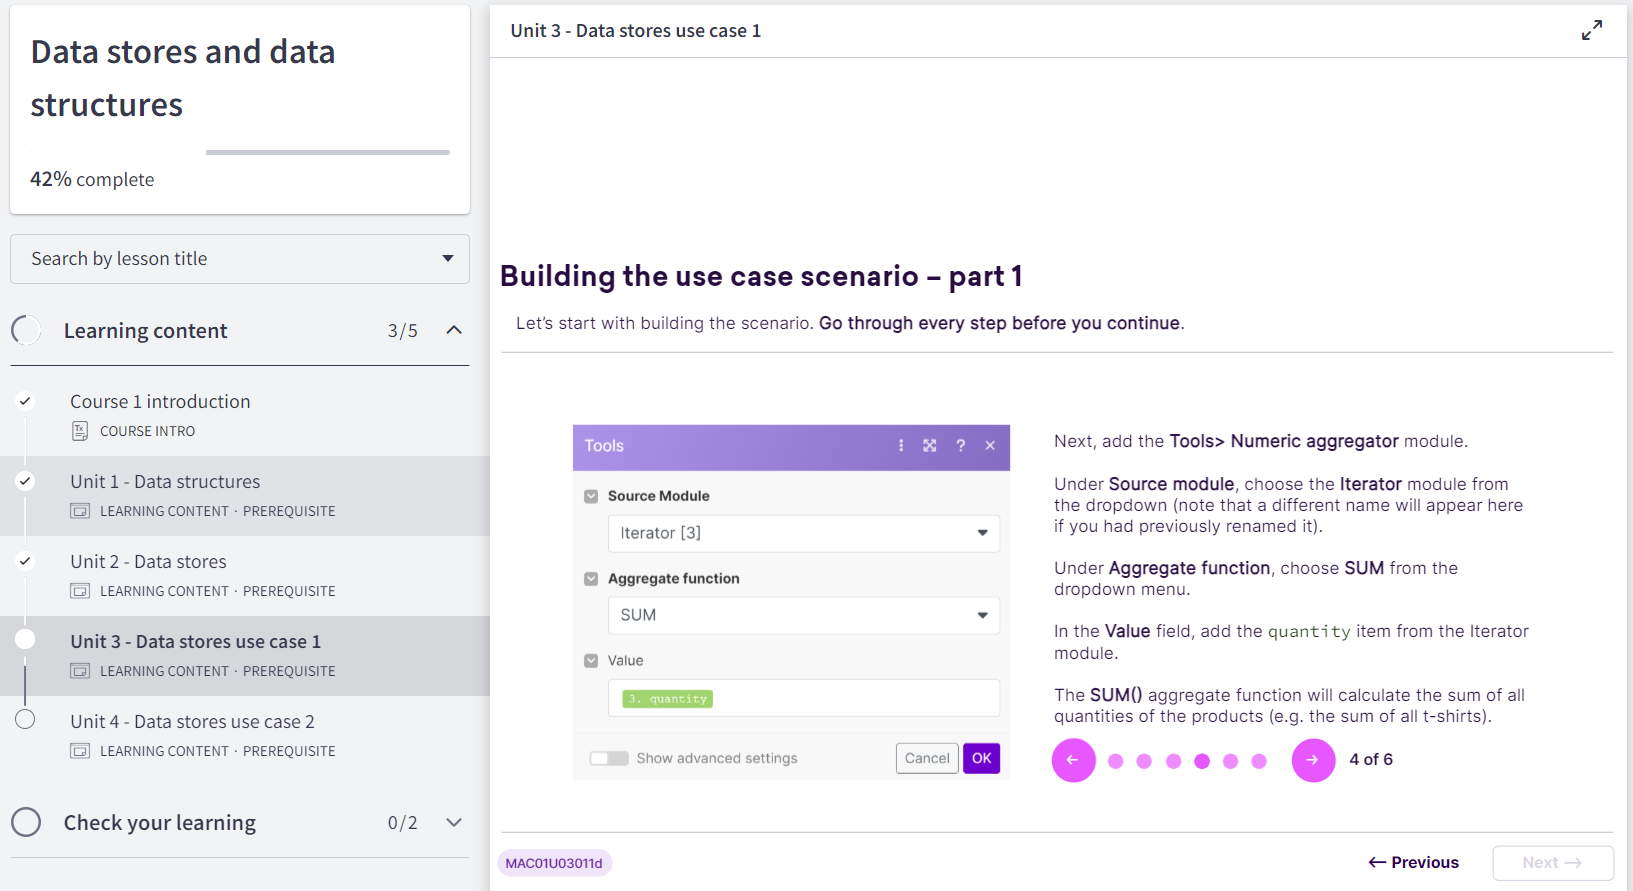 Data stores and data
structures
42% complete
Search by lesson title
Learning content 3/5
Course 1 introduction
Tx COURSE INTRO
Unit 1 - Data structures
LEARNING CONTENT · PREREQUISITE
Unit 2 - Data stores
LEARNING CONTENT · PREREQUISITE
Unit 3 - Data stores use case 1
LEARNING CONTENT · PREREQUISITE
Unit 4 - Data stores use case 2
LEARNING CONTENT · PREREQUISITE
Check your learning 0/2
Unit 3 - Data stores use case 1
Building the use case scenario – part 1
Let's start with building the scenario. Go through every step before you continue.
Tools ?
Source Module
Iterator [3]
Aggregate function
SUM
Value
3. quantity
Show advanced settings Cancel OK
Next, add the Tools> Numeric aggregator module.
Under Source module, choose the Iterator module from
the dropdown (note that a different name will appear here
if you had previously renamed it).
Under Aggregate function, choose SUM from the
dropdown menu.
In the Value field, add the quantity item from the Iterator
module.
The SUM() aggregate function will calculate the sum of all
quantities of the products (e.g. the sum of all t-shirts).
← → 4 of 6
MAC01U03011d ← Previous Next →